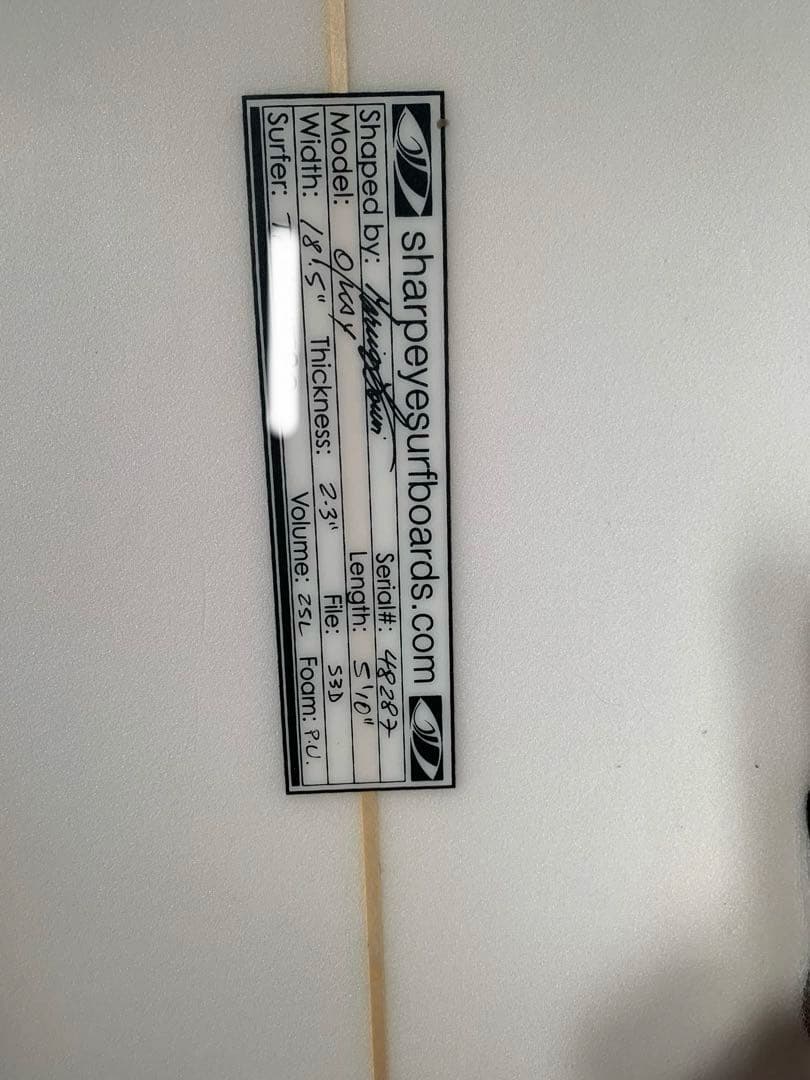 sharpeyesurfboards.com
Shaped by: Serial#: 48287
Model: Length: 5'10"
Width: 18'.5" Thickness: 2.3" File: S3D
Surfer: Volume: 25L Foam: P.U.